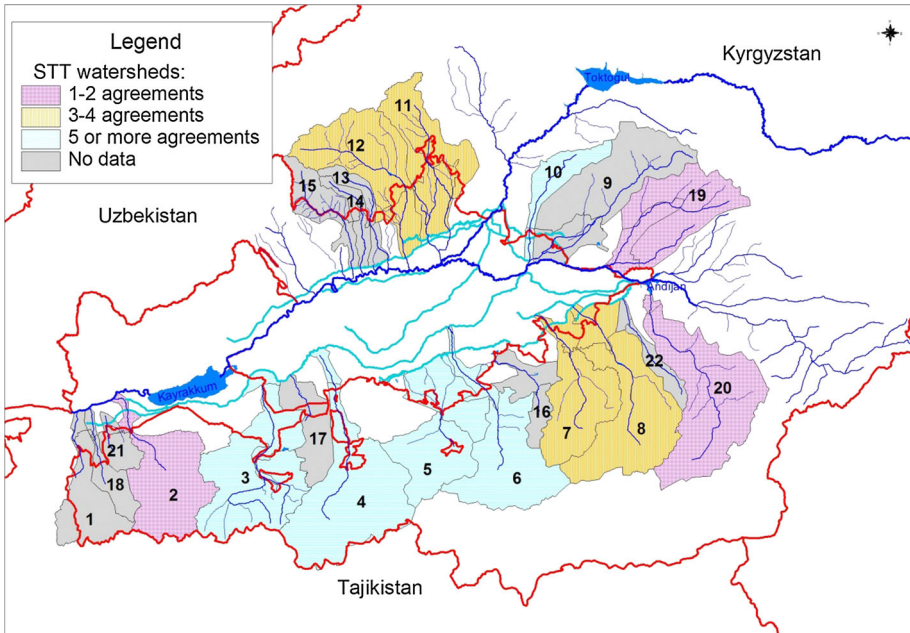 Legend
STT watersheds:
1-2 agreements
3-4 agreements
5 or more agreements
No data
Kyrgyzstan
Toktogul
Uzbekistan
11
12
13
15
14
10
9
19
Andijan
Kayrakkum
22
20
16
7
8
17
21
18
1
2
3
4
5
6
Tajikistan